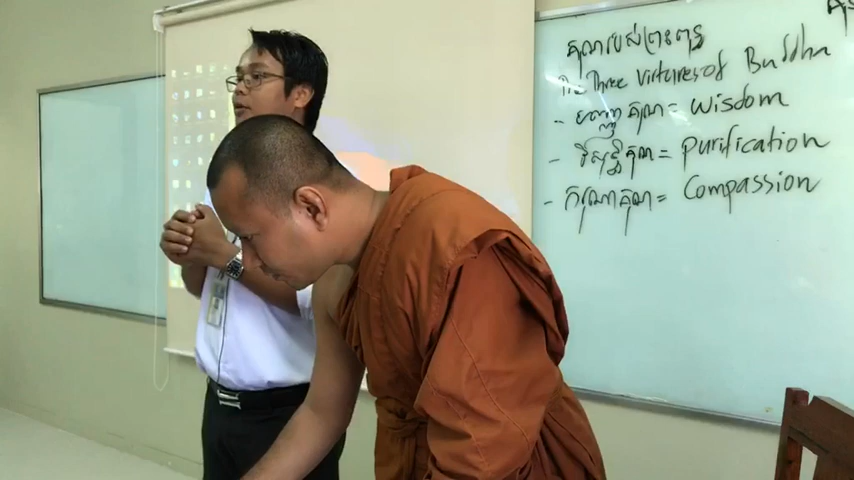 គុណរបស់ព្រះពុទ្ធ
The Three Virtures of Buddha
- បញ្ញាគុណ = Wisdom
- វិសុទ្ធិគុណ = Purification
- ករុណាគុណ = Compassion